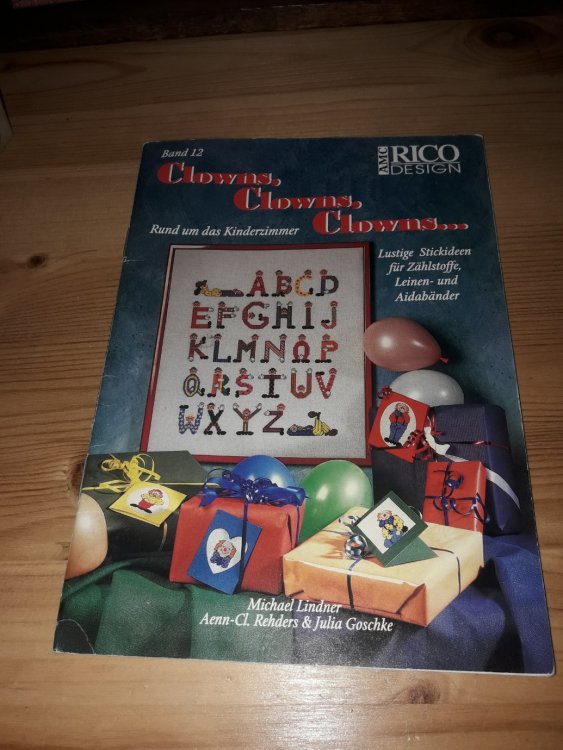 Band 12
AMC RICO
DESIGN
Clowns,
Clowns,
Clowns...
Rund um das Kinderzimmer
Lustige Stickideen
für Zählstoffe,
Leinen- und
Aidabänder
ABCD
EFGHIJ
KLMNOP
QRSTUV
WXYZ
Michael Lindner
Aenn-Cl. Rehders & Julia Goschke